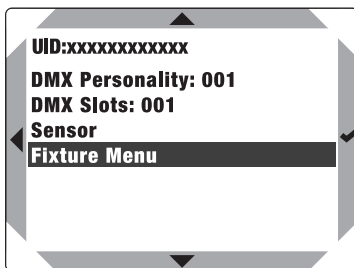 UID:xxxxxxxxxxxx
DMX Personality: 001
DMX Slots: 001
Sensor
Fixture Menu